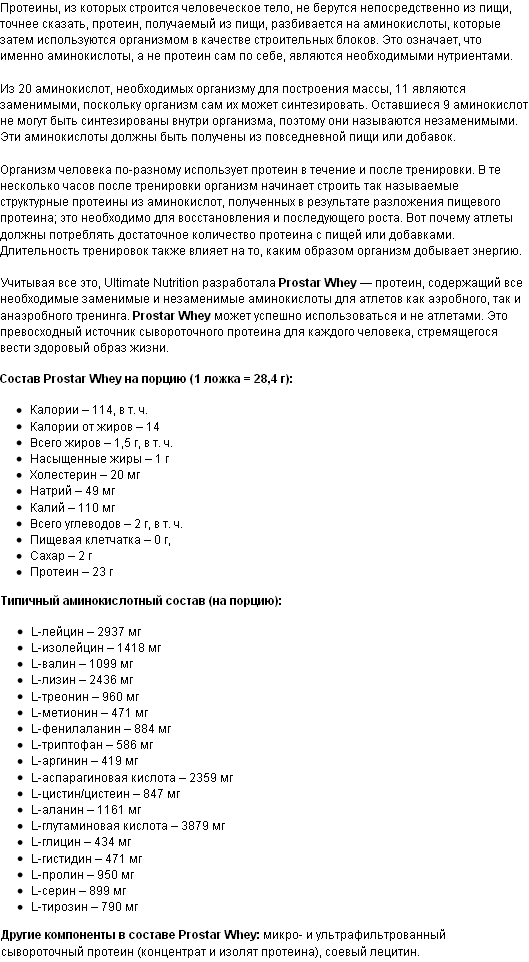 Протеины, из которых строится человеческое тело, не берутся непосредственно из пищи,
точнее сказать, протеин, получаемый из пищи, разбивается на аминокислоты, которые
затем используются организмом в качестве строительных блоков. Это означает, что
именно аминокислоты, а не протеин сам по себе, являются необходимыми нутриентами.
Из 20 аминокислот, необходимых организму для построения массы, 11 являются
заменимыми, поскольку организм сам их может синтезировать. Оставшиеся 9 аминокислот
не могут быть синтезированы внутри организма, поэтому они называются незаменимыми.
Эти аминокислоты должны быть получены из повседневной пищи или добавок.
Организм человека по-разному использует протеин в течение и после тренировки. В те
несколько часов после тренировки организм начинает строить так называемые
структурные протеины из аминокислот, полученных в результате разложения пищевого
протеина; это необходимо для восстановления и последующего роста. Вот почему атлеты
должны потреблять достаточное количество протеина с пищей или добавками.
Длительность тренировок также влияет на то, каким образом организм добывает энергию.
Учитывая все это, Ultimate Nutrition разработала Prostar Whey — протеин, содержащий все
необходимые заменимые и незаменимые аминокислоты для атлетов как аэробного, так и
анаэробного тренинга. Prostar Whey может успешно использоваться и не атлетами. Это
превосходный источник сывороточного протеина для каждого человека, стремящегося
вести здоровый образ жизни.
Состав Prostar Whey на порцию (1 ложка = 28,4 г):
• Калории – 114, в т. ч.
• Калории от жиров – 14
• Всего жиров – 1,5 г, в т. ч.
• Насыщенные жиры – 1 г
• Холестерин – 20 мг
• Натрий – 49 мг
• Калий – 110 мг
• Всего углеводов – 2 г, в т. ч.
• Пищевая клетчатка – 0 г,
• Сахар – 2 г
• Протеин – 23 г
Типичный аминокислотный состав (на порцию):
• L-лейцин – 2937 мг
• L-изолейцин – 1418 мг
• L-валин – 1099 мг
• L-лизин – 2436 мг
• L-треонин – 960 мг
• L-метионин – 471 мг
• L-фенилаланин – 884 мг
• L-триптофан – 586 мг
• L-аргинин – 419 мг
• L-аспарагиновая кислота – 2359 мг
• L-цистин/цистеин – 847 мг
• L-аланин – 1161 мг
• L-глутаминовая кислота – 3879 мг
• L-глицин – 434 мг
• L-гистидин – 471 мг
• L-пролин – 950 мг
• L-серин – 899 мг
• L-тирозин – 790 мг
Другие компоненты в составе Prostar Whey: микро- и ультрафильтрованный
сывороточный протеин (концентрат и изолят протеина), соевый лецитин.